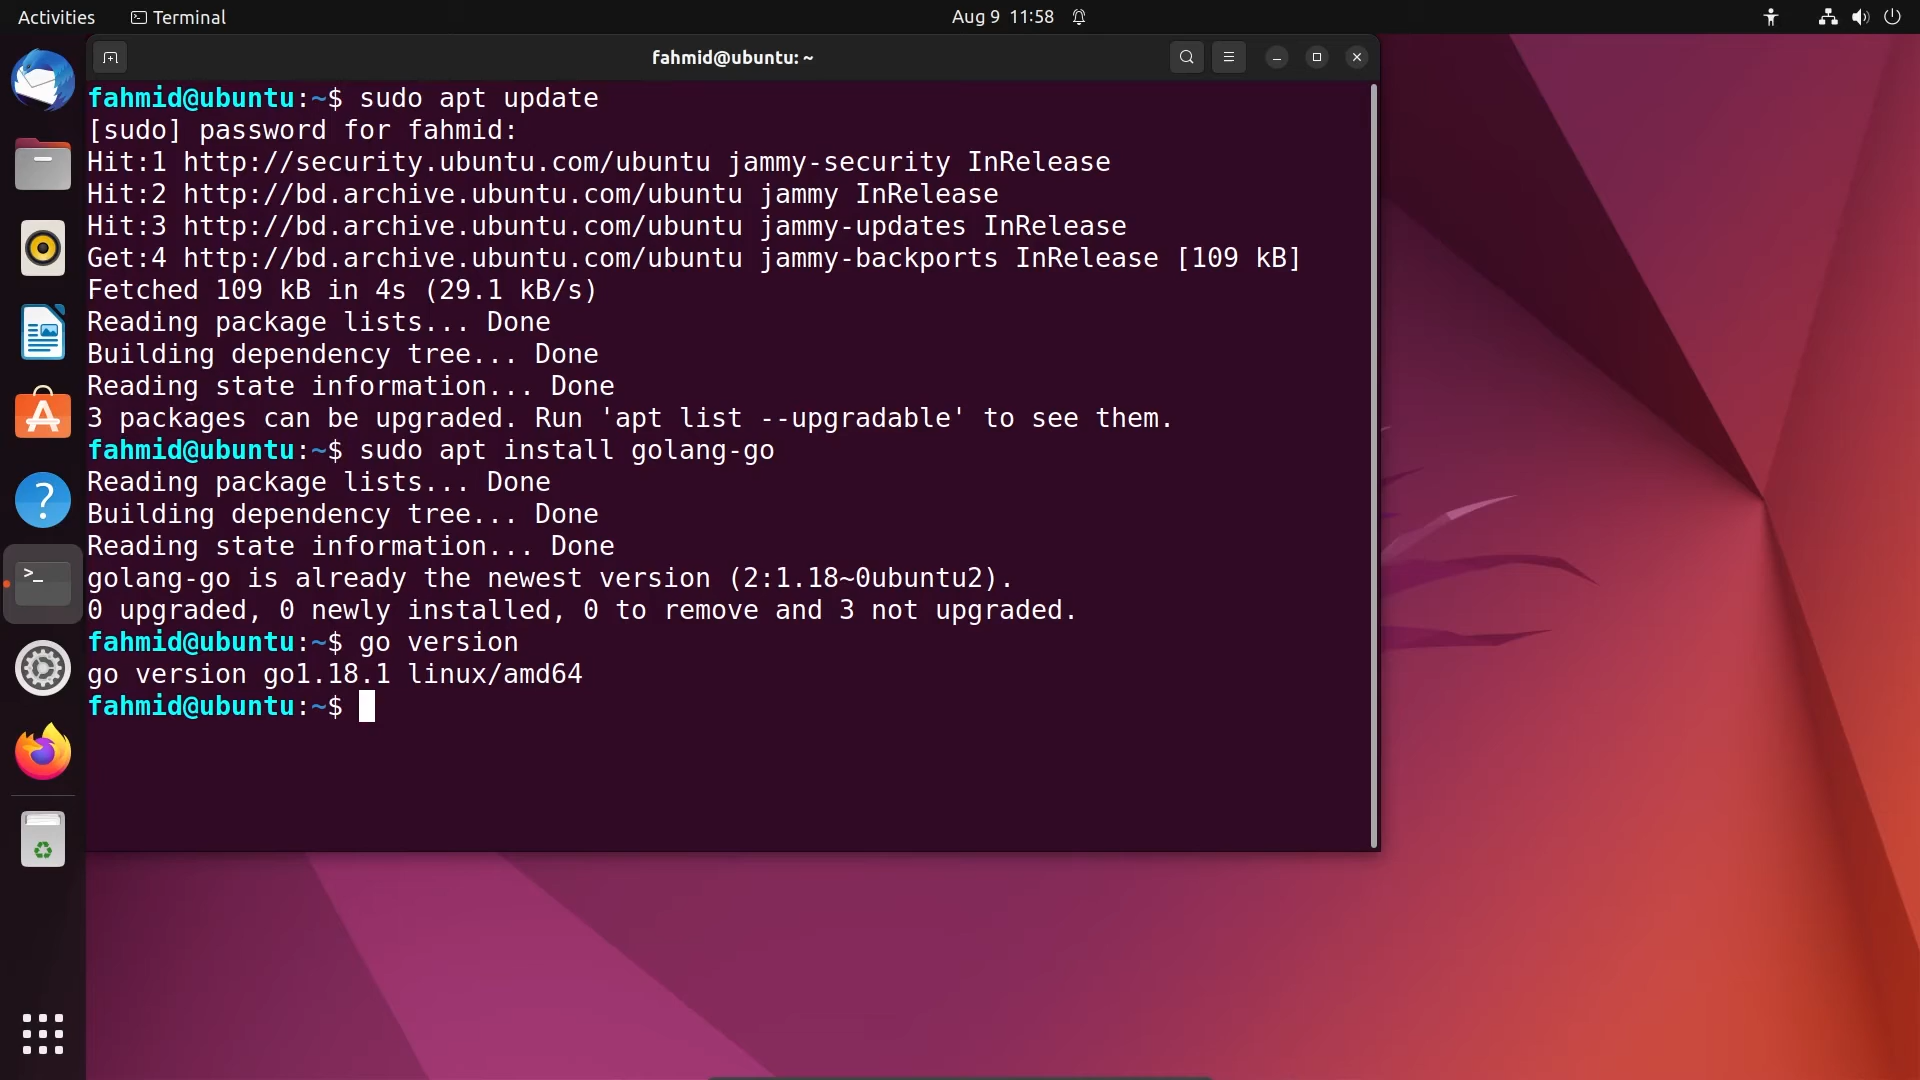 Activities Terminal Aug 9 11:58
fahmid@ubuntu: ~
fahmid@ubuntu:~$ sudo apt update
[sudo] password for fahmid:
Hit:1 http://security.ubuntu.com/ubuntu jammy-security InRelease
Hit:2 http://bd.archive.ubuntu.com/ubuntu jammy InRelease
Hit:3 http://bd.archive.ubuntu.com/ubuntu jammy-updates InRelease
Get:4 http://bd.archive.ubuntu.com/ubuntu jammy-backports InRelease [109 kB]
Fetched 109 kB in 4s (29.1 kB/s)
Reading package lists... Done
Building dependency tree... Done
Reading state information... Done
3 packages can be upgraded. Run 'apt list --upgradable' to see them.
fahmid@ubuntu:~$ sudo apt install golang-go
Reading package lists... Done
Building dependency tree... Done
Reading state information... Done
golang-go is already the newest version (2:1.18~0ubuntu2).
0 upgraded, 0 newly installed, 0 to remove and 3 not upgraded.
fahmid@ubuntu:~$ go version
go version go1.18.1 linux/amd64
fahmid@ubuntu:~$